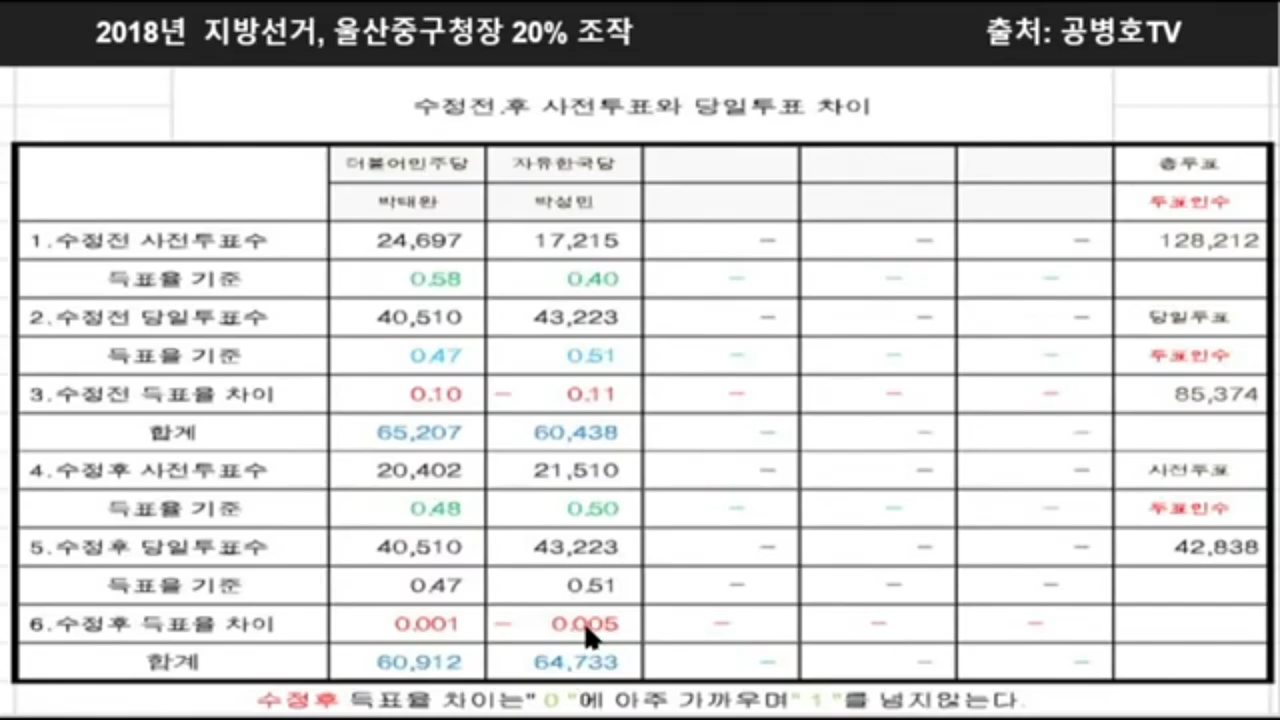 2018년 지방선거, 울산중구청장 20% 조작 출처: 공병호TV
수정전.후 사전투표와 당일투표 차이
더불어민주당 자유한국당 총투표
박태완 박성민 투표인수
1.수정전 사전투표수 24,697 17,215 - - - 128,212
득표율 기준 0.58 0.40 - - -
2.수정전 당일투표수 40,510 43,223 - - - 당일투표
득표율 기준 0.47 0.51 - - - 투표인수
3.수정전 득표율 차이 0.10 - 0.11 - - - 85,374
합계 65,207 60,438 - - -
4.수정후 사전투표수 20,402 21,510 - - - 사전투표
득표율 기준 0.48 0.50 - - - 투표인수
5.수정후 당일투표수 40,510 43,223 - - - 42,838
득표율 기준 0.47 0.51 - - -
6.수정후 득표율 차이 0.001 - 0.005 - - -
합계 60,912 64,733 - - -
수정후 득표율 차이는" 0 "에 아주 가까우며" 1 "를 넘지않는다.